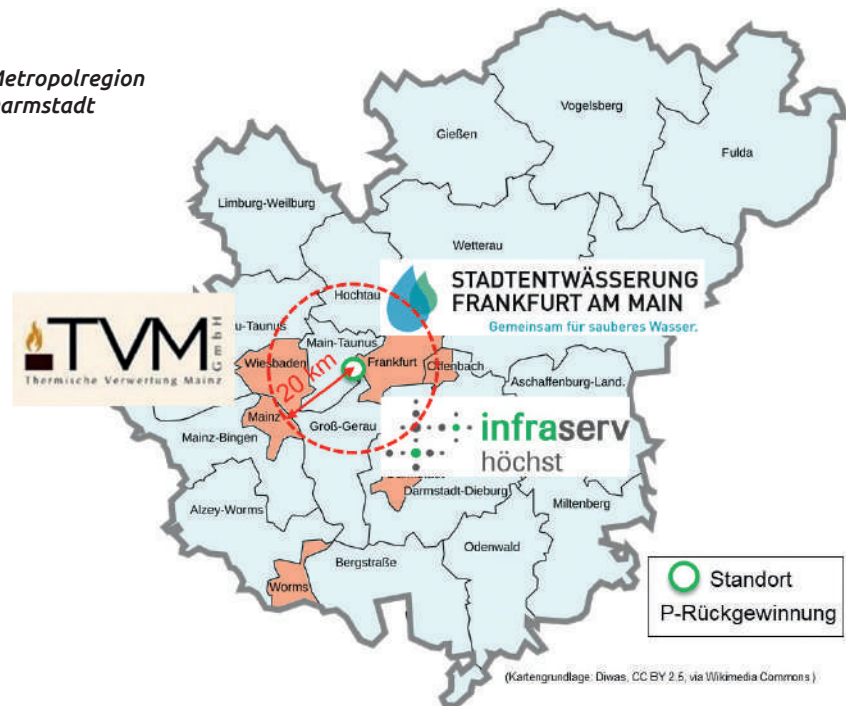 Metropolregion
armstadt
Vogelsberg
Gießen
Fulda
Limburg-Weilburg
Wetterau
STADTENTWÄSSERUNG
FRANKFURT AM MAIN
Gemeinsam für sauberes Wasser.
Hochtau
TVM GmbH
Thermische Verwertung Mainz
u-Taunus
Main-Taunus
Wiesbaden
Frankfurt
Offenbach
20 km
Aschaffenburg-Land.
Mainz
Groß-Gerau
Mainz-Bingen
infraserv
höchst
Darmstadt-Dieburg
Miltenberg
Alzey-Worms
Odenwald
Bergstraße
Worms
Standort
P-Rückgewinnung
(Kartengrundlage: Diwas, CC BY 2.5, via Wikimedia Commons )